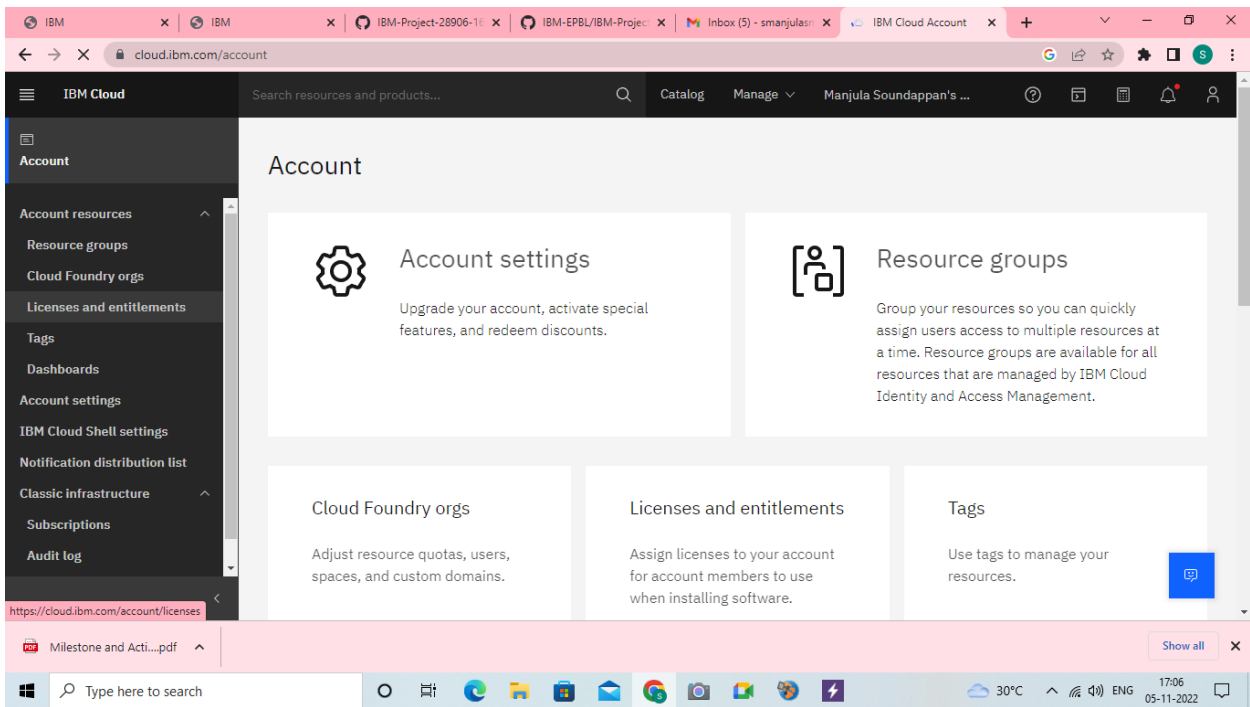 IBM
IBM
IBM-Project-28906-16
IBM-EPBL/IBM-Project
Inbox (5) - smanjulasn
IBM Cloud Account
cloud.ibm.com/account
S
IBM Cloud
Search resources and products...
Catalog
Manage
Manjula Soundappan's ...
Account
Account resources
Resource groups
Cloud Foundry orgs
Licenses and entitlements
Tags
Dashboards
Account settings
IBM Cloud Shell settings
Notification distribution list
Classic infrastructure
Subscriptions
Audit log
https://cloud.ibm.com/account/licenses
Account
Account settings
Upgrade your account, activate special
features, and redeem discounts.
Resource groups
Group your resources so you can quickly
assign users access to multiple resources at
a time. Resource groups are available for all
resources that are managed by IBM Cloud
Identity and Access Management.
Cloud Foundry orgs
Adjust resource quotas, users,
spaces, and custom domains.
Licenses and entitlements
Assign licenses to your account
for account members to use
when installing software.
Tags
Use tags to manage your
resources.
PDF
Milestone and Acti....pdf
Show all
Type here to search
30°C
ENG
17:06
05-11-2022